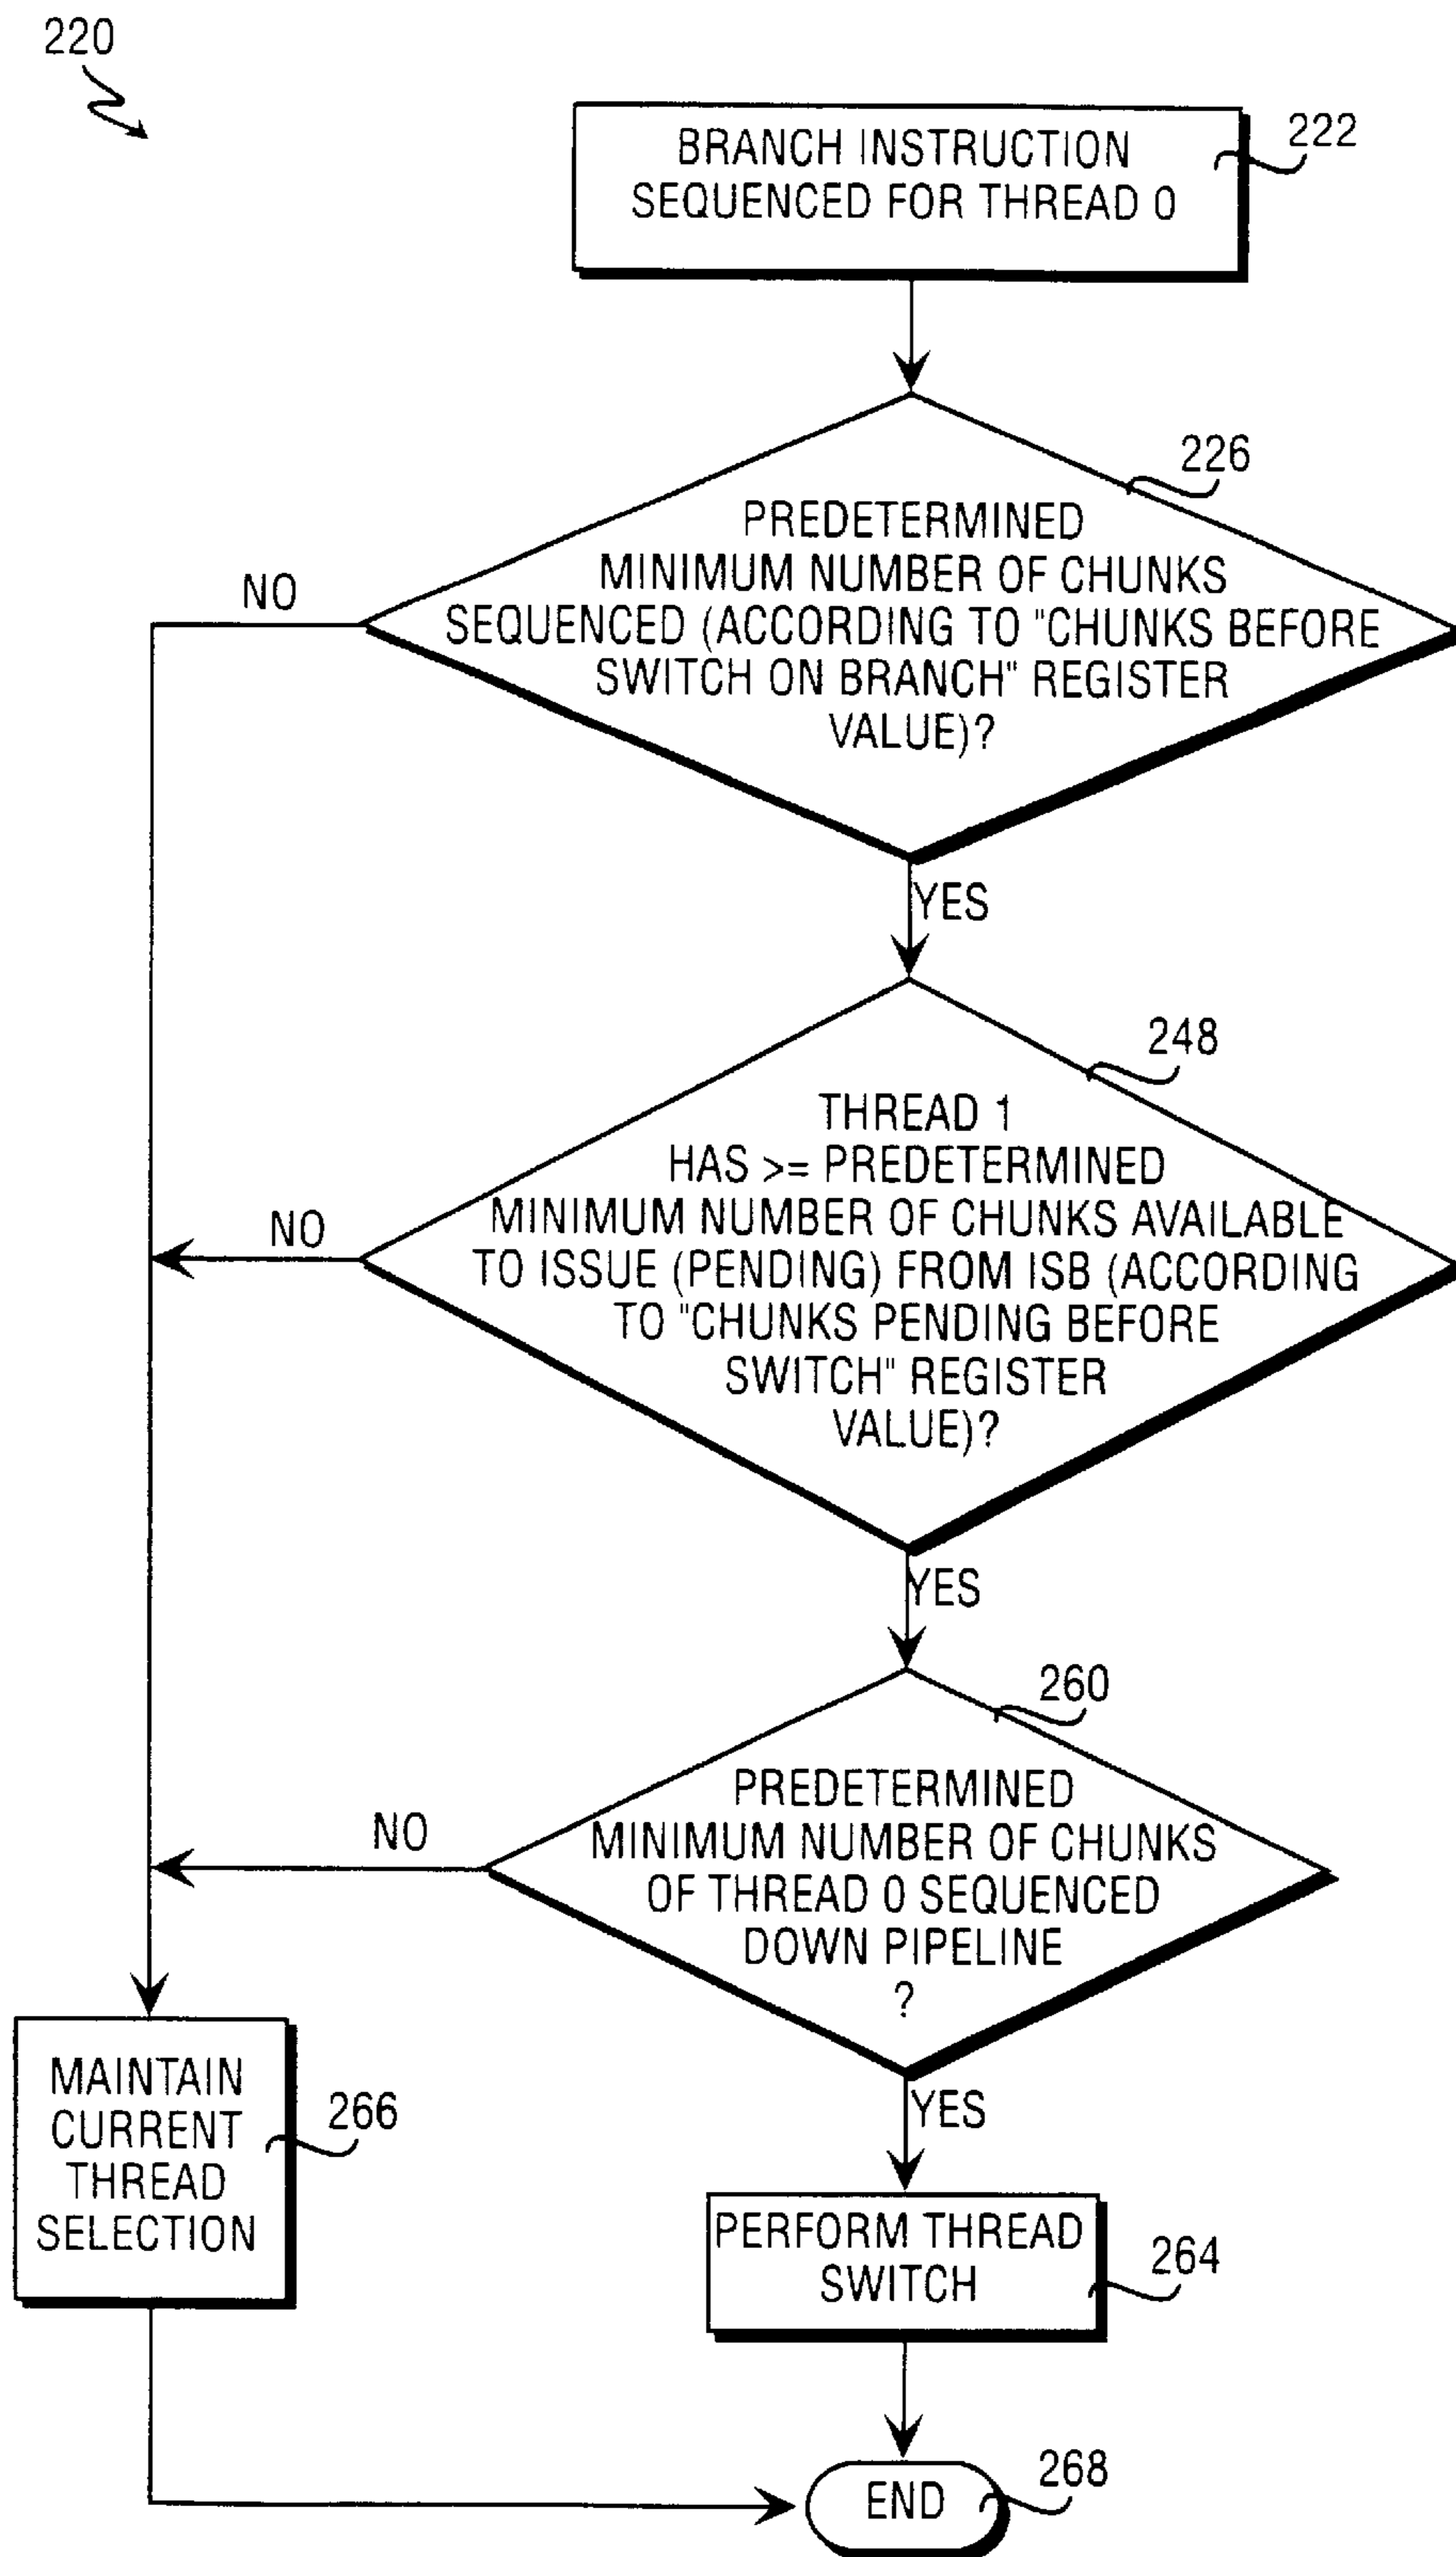 220
BRANCH INSTRUCTION
SEQUENCED FOR THREAD 0
222
226
PREDETERMINED
MINIMUM NUMBER OF CHUNKS
SEQUENCED (ACCORDING TO "CHUNKS BEFORE
SWITCH ON BRANCH" REGISTER
VALUE)?
NO
YES
248
THREAD 1
HAS >= PREDETERMINED
MINIMUM NUMBER OF CHUNKS AVAILABLE
TO ISSUE (PENDING) FROM ISB (ACCORDING
TO "CHUNKS PENDING BEFORE
SWITCH" REGISTER
VALUE)?
NO
YES
260
PREDETERMINED
MINIMUM NUMBER OF CHUNKS
OF THREAD 0 SEQUENCED
DOWN PIPELINE
?
NO
YES
MAINTAIN
CURRENT
THREAD
SELECTION
266
PERFORM THREAD
SWITCH
264
END
268